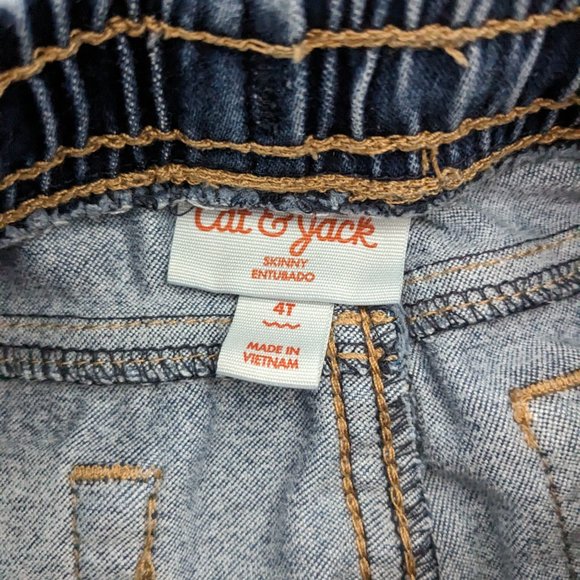 Cat & Jack
SKINNY
ENTUBADO
4T
MADE IN
VIETNAM